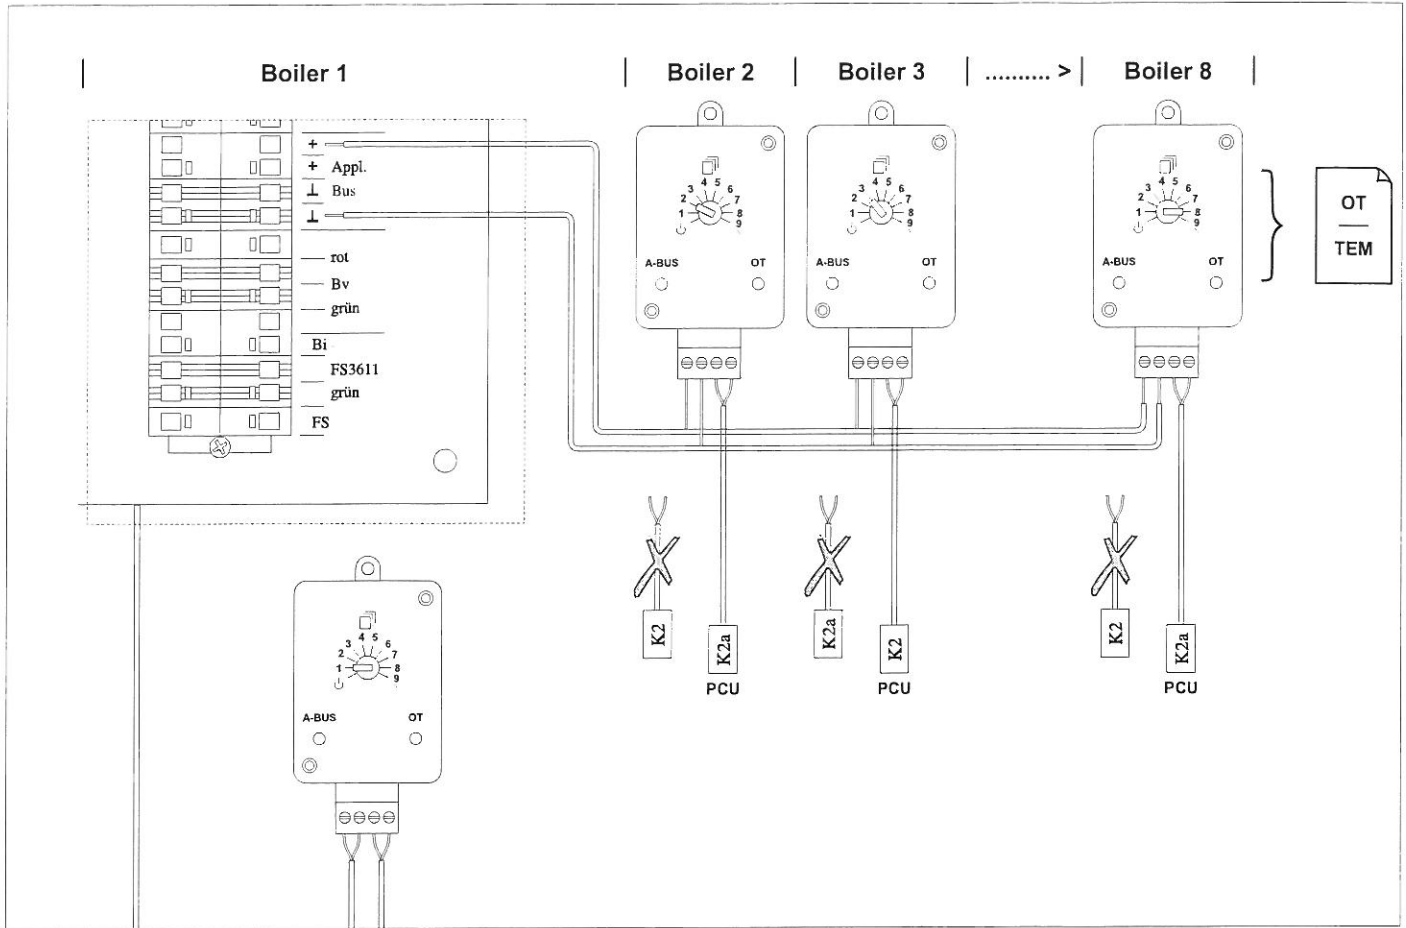 Boiler 1
Boiler 2
Boiler 3
.......... >
Boiler 8
+
+ Appl.
⊥ Bus
⊥
rot
Bv
grün
Bi
FS3611
grün
FS
1 2 3 4 5 6 7 8 9
A-BUS OT
1 2 3 4 5 6 7 8 9
A-BUS OT
1 2 3 4 5 6 7 8 9
A-BUS OT
OT
TEM
K2
K2a
PCU
K2a
K2
PCU
K2
K2a
PCU
1 2 3 4 5 6 7 8 9
A-BUS OT